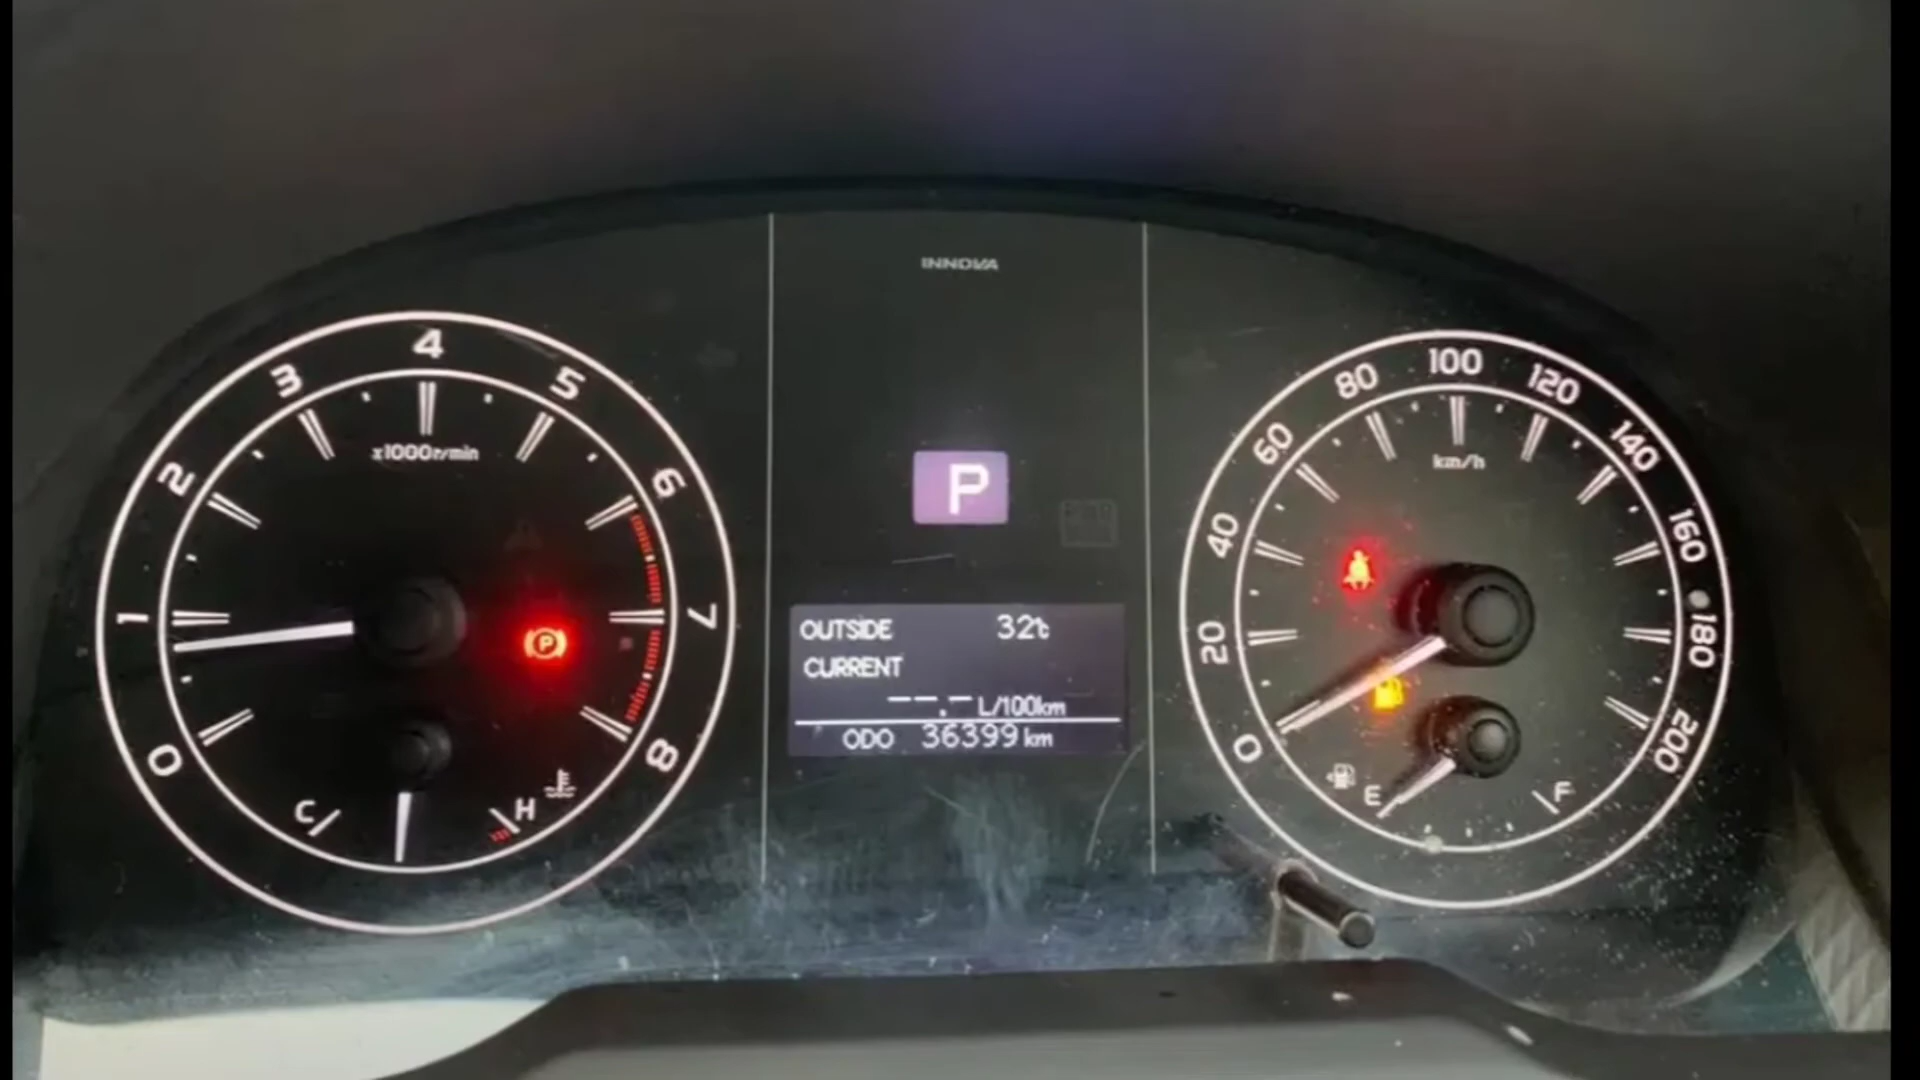 INNOVA
4
3
5
x1000r/min
2
6
1
7
0
8
C
H
P
P
OUTSIDE 32℃
CURRENT
--.- L/100km
ODO 36399 km
100
80
120
km/h
60
140
40
160
20
180
0
200
E
F